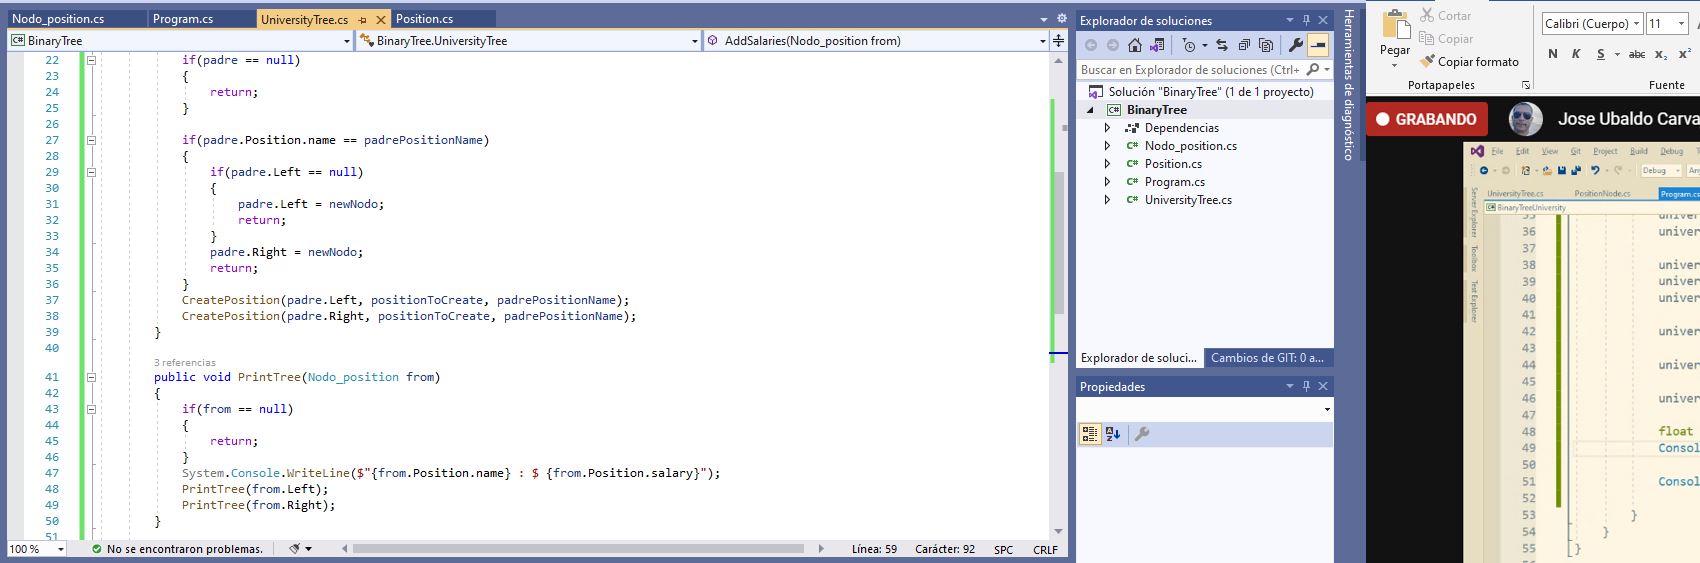 Nodo_position.cs Program.cs UniversityTree.cs Position.cs
BinaryTree BinaryTree.UniversityTree AddSalaries(Nodo_position from)
22 if(padre == null)
23 {
24 return;
25 }
26
27 if(padre.Position.name == padrePositionName)
28 {
29 if(padre.Left == null)
30 {
31 padre.Left = newNodo;
32 return;
33 }
34 padre.Right = newNodo;
35 return;
36 }
37 CreatePosition(padre.Left, positionToCreate, padrePositionName);
38 CreatePosition(padre.Right, positionToCreate, padrePositionName);
39 }
40
3 referencias
41 public void PrintTree(Nodo_position from)
42 {
43 if(from == null)
44 {
45 return;
46 }
47 System.Console.WriteLine($"{from.Position.name} : $ {from.Position.salary}");
48 PrintTree(from.Left);
49 PrintTree(from.Right);
50 }
51
100 % No se encontraron problemas. Línea: 59 Carácter: 92 SPC CRLF
Explorador de soluciones
Buscar en Explorador de soluciones (Ctrl+
Solución "BinaryTree" (1 de 1 proyecto)
C# BinaryTree
Dependencias
C# Nodo_position.cs
C# Position.cs
C# Program.cs
C# UniversityTree.cs
Explorador de soluci... Cambios de GIT: 0 a...
Propiedades
Herramientas de diagnóstico
Pegar
Cortar
Copiar
Copiar formato
Portapapeles
Calibri (Cuerpo) 11
N K S abc x₂ x²
Fuente
GRABANDO Jose Ubaldo Carva
File Edit View Git Project Build Debug
Debug
UniversityTree.cs PositionNode.cs Program.cs
BinaryTreeUniversity
Server Explorer
Toolbox
Test Explorer
35 univer
36 univer
37
38 univer
39 univer
40 univer
41
42 univer
43
44 univer
45
46 univer
47
48 float
49 Consol
50
51 Consol
52
53 }
54 }
55 }